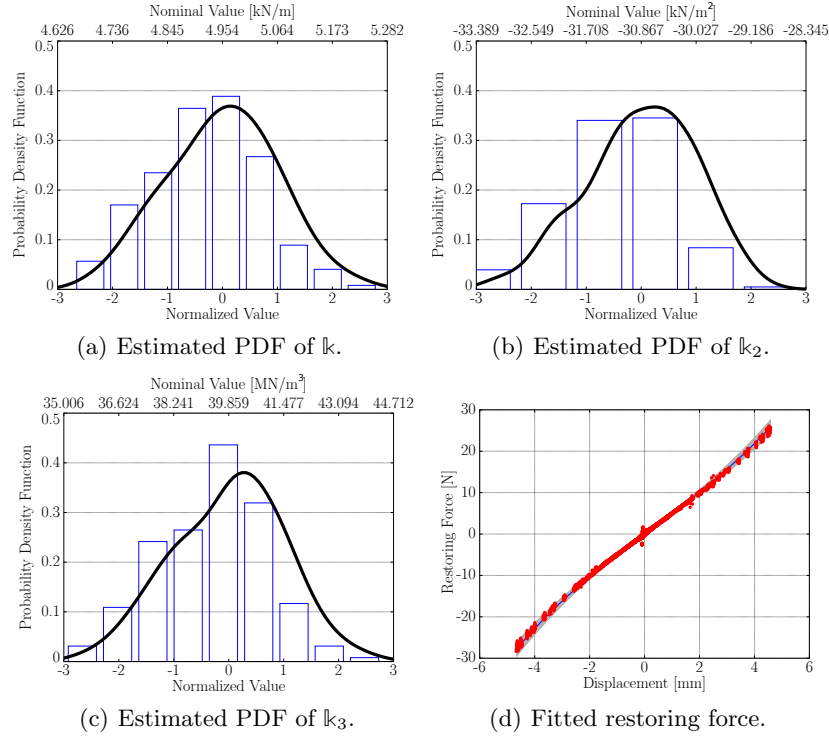 Nominal Value [kN/m]
4.626 4.736 4.845 4.954 5.064 5.173 5.282
0.5
0.4
0.3
0.2
0.1
0
Probability Density Function
-3 -2 -1 0 1 2 3
Normalized Value
(a) Estimated PDF of 𝕜.
Nominal Value [kN/m²]
-33.389 -32.549 -31.708 -30.867 -30.027 -29.186 -28.345
0.5
0.4
0.3
0.2
0.1
0
Probability Density Function
-3 -2 -1 0 1 2 3
Normalized Value
(b) Estimated PDF of 𝕜₂.
Nominal Value [MN/m³]
35.006 36.624 38.241 39.859 41.477 43.094 44.712
0.5
0.4
0.3
0.2
0.1
0
Probability Density Function
-3 -2 -1 0 1 2 3
Normalized Value
(c) Estimated PDF of 𝕜₃.
30
20
10
0
-10
-20
-30
Restoring Force [N]
-6 -4 -2 0 2 4 6
Displacement [mm]
(d) Fitted restoring force.